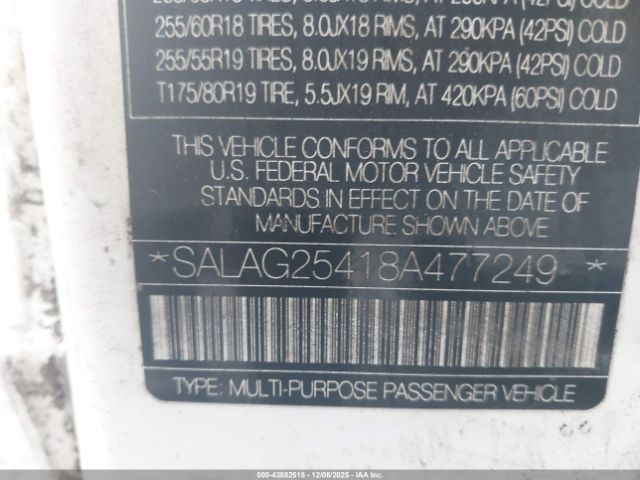 255/60R18 TIRES, 8.0JX18 RIMS, AT 290KPA (42PSI) COLD
255/55R19 TIRES, 8.0JX19 RIMS, AT 290KPA (42PSI) COLD
T175/80R19 TIRE, 5.5JX19 RIM, AT 420KPA (60PSI) COLD
THIS VEHICLE CONFORMS TO ALL APPLICABLE
U.S. FEDERAL MOTOR VEHICLE SAFETY
STANDARDS IN EFFECT ON THE DATE OF
MANUFACTURE SHOWN ABOVE.
*SALAG25418A477249*
TYPE: MULTI-PURPOSE PASSENGER VEHICLE
000-43882518 - 12/08/2025 - IAAI.COM